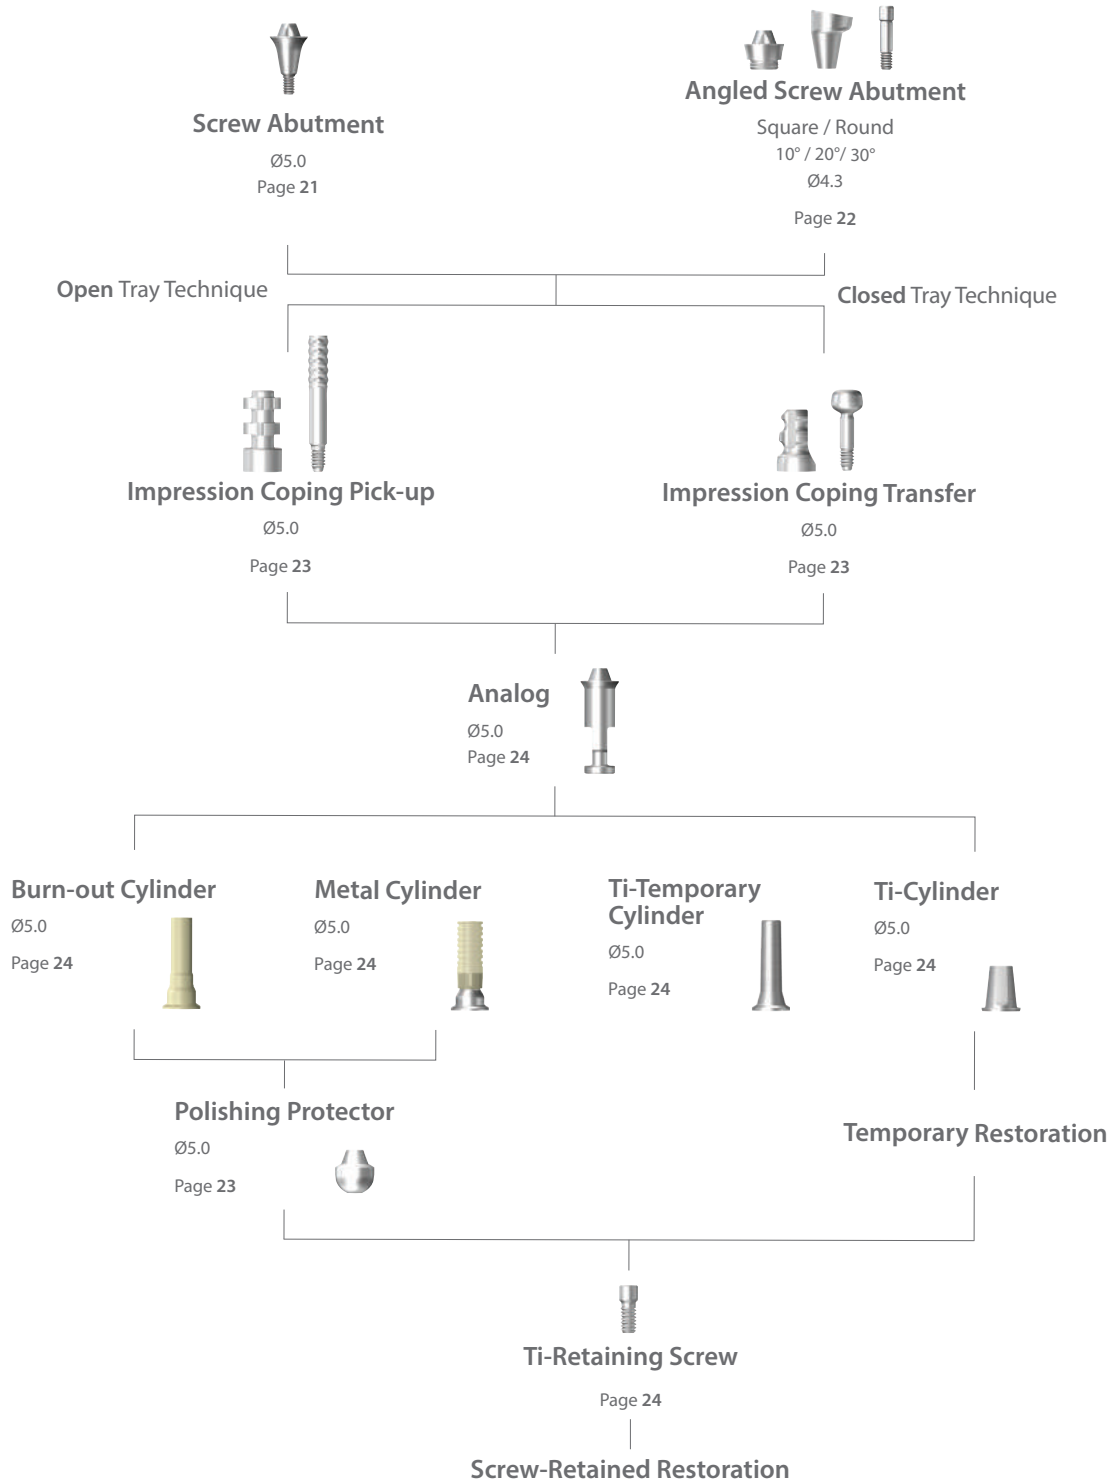 Screw Abutment
Ø5.0
Page 21
Angled Screw Abutment
Square / Round
10° / 20°/ 30°
Ø4.3
Page 22
Open Tray Technique
Closed Tray Technique
Impression Coping Pick-up
Ø5.0
Page 23
Impression Coping Transfer
Ø5.0
Page 23
Analog
Ø5.0
Page 24
Burn-out Cylinder
Ø5.0
Page 24
Metal Cylinder
Ø5.0
Page 24
Ti-Temporary
Cylinder
Ø5.0
Page 24
Ti-Cylinder
Ø5.0
Page 24
Polishing Protector
Ø5.0
Page 23
Temporary Restoration
Ti-Retaining Screw
Page 24
Screw-Retained Restoration